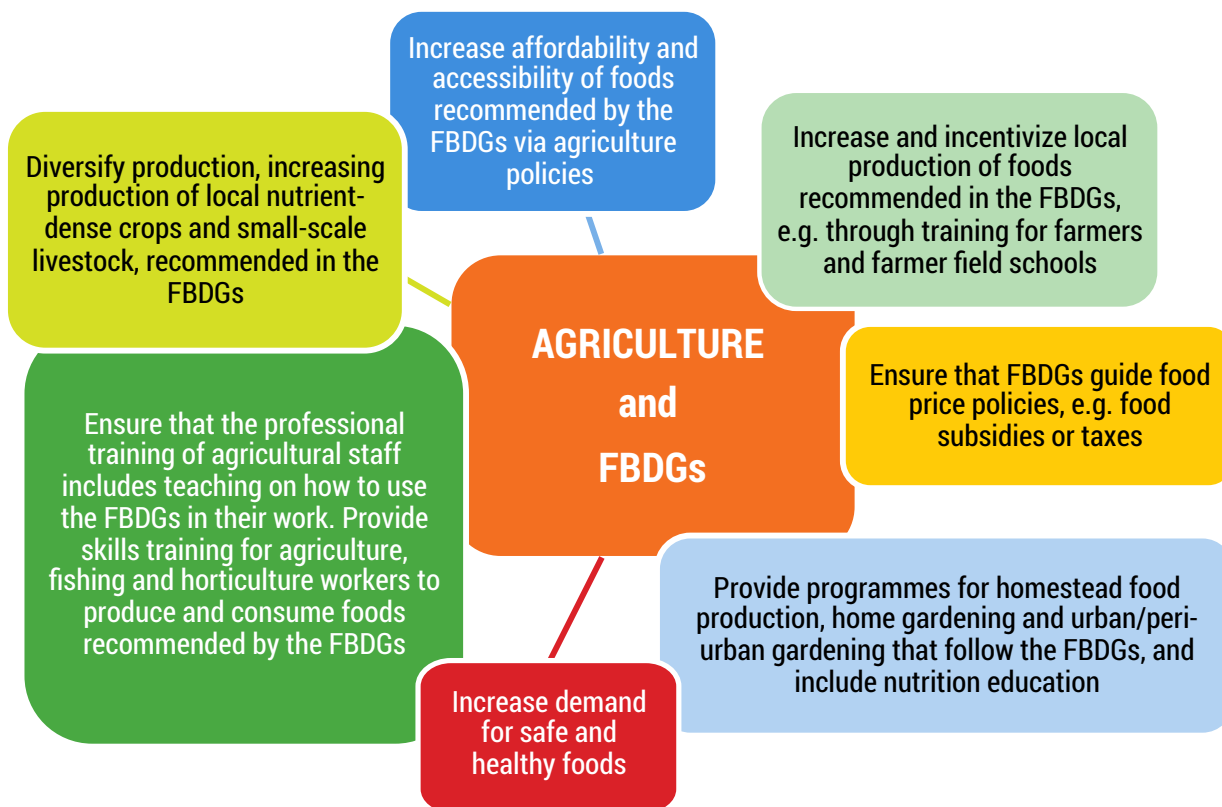 Increase affordability and
accessibility of foods
recommended by the
FBDGs via agriculture
policies
Increase and incentivize local
production of foods
recommended in the FBDGs,
e.g. through training for farmers
and farmer field schools
Diversify production, increasing
production of local nutrient-
dense crops and small-scale
livestock, recommended in the
FBDGs
AGRICULTURE
and
FBDGs
Ensure that FBDGs guide food
price policies, e.g. food
subsidies or taxes
Ensure that the professional
training of agricultural staff
includes teaching on how to use
the FBDGs in their work. Provide
skills training for agriculture,
fishing and horticulture workers to
produce and consume foods
recommended by the FBDGs
Provide programmes for homestead food
production, home gardening and urban/peri-
urban gardening that follow the FBDGs, and
include nutrition education
Increase demand
for safe and
healthy foods